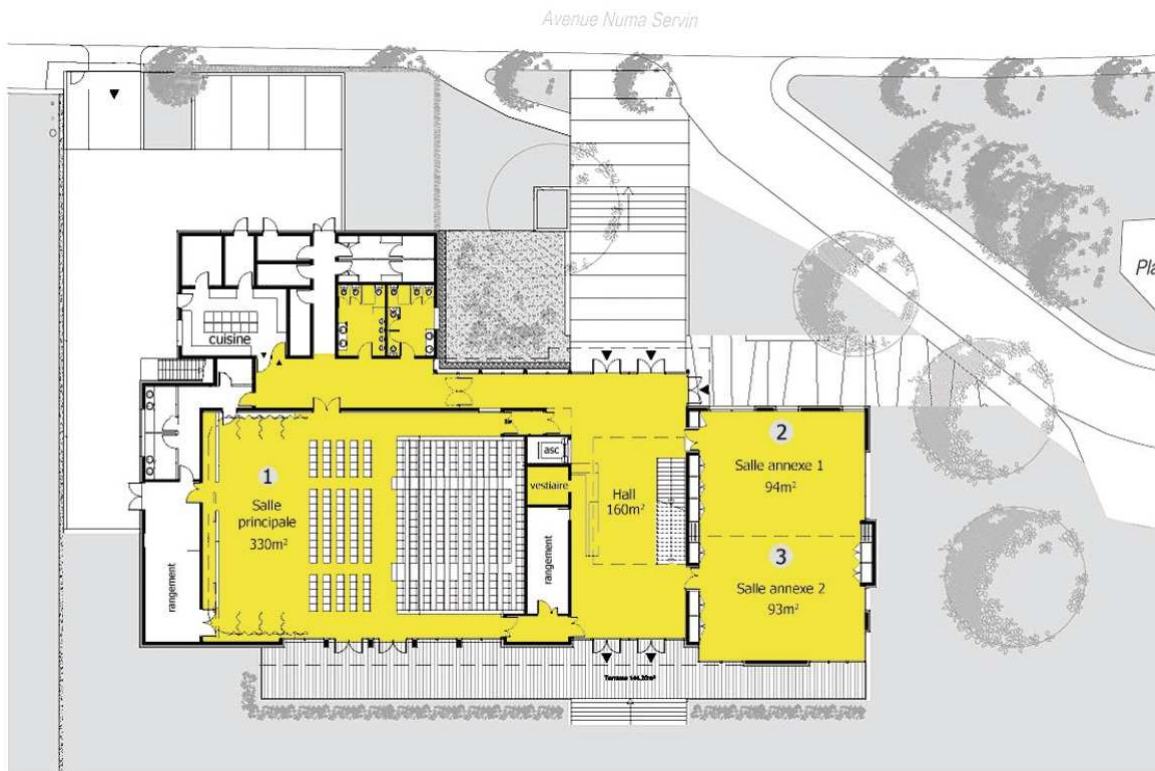 Avenue Numa Servin
Pla
cuisine
1
Salle
principale
330m²
asc
vestiaire
rangement
rangement
Hall
160m²
2
Salle annexe 1
94m²
3
Salle annexe 2
93m²